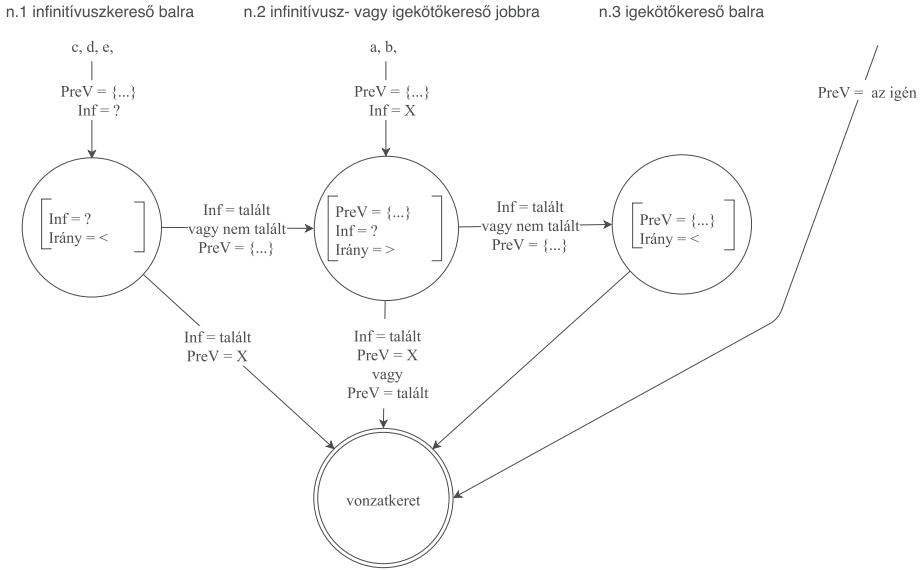 n.1 infinitívuszkereső balra
n.2 infinitívusz- vagy igekötőkereső jobbra
n.3 igekötőkereső balra
c, d, e,
PreV = {...}
Inf = ?
a, b,
PreV = {...}
Inf = X
PreV = az igén
Inf = ?
Irány = <
Inf = talált
vagy nem talált
PreV = {...}
PreV = {...}
Inf = ?
Irány = >
Inf = talált
vagy nem talált
PreV = {...}
PreV = {...}
Irány = <
Inf = talált
PreV = X
Inf = talált
PreV = X
vagy
PreV = talált
vonzatkeret